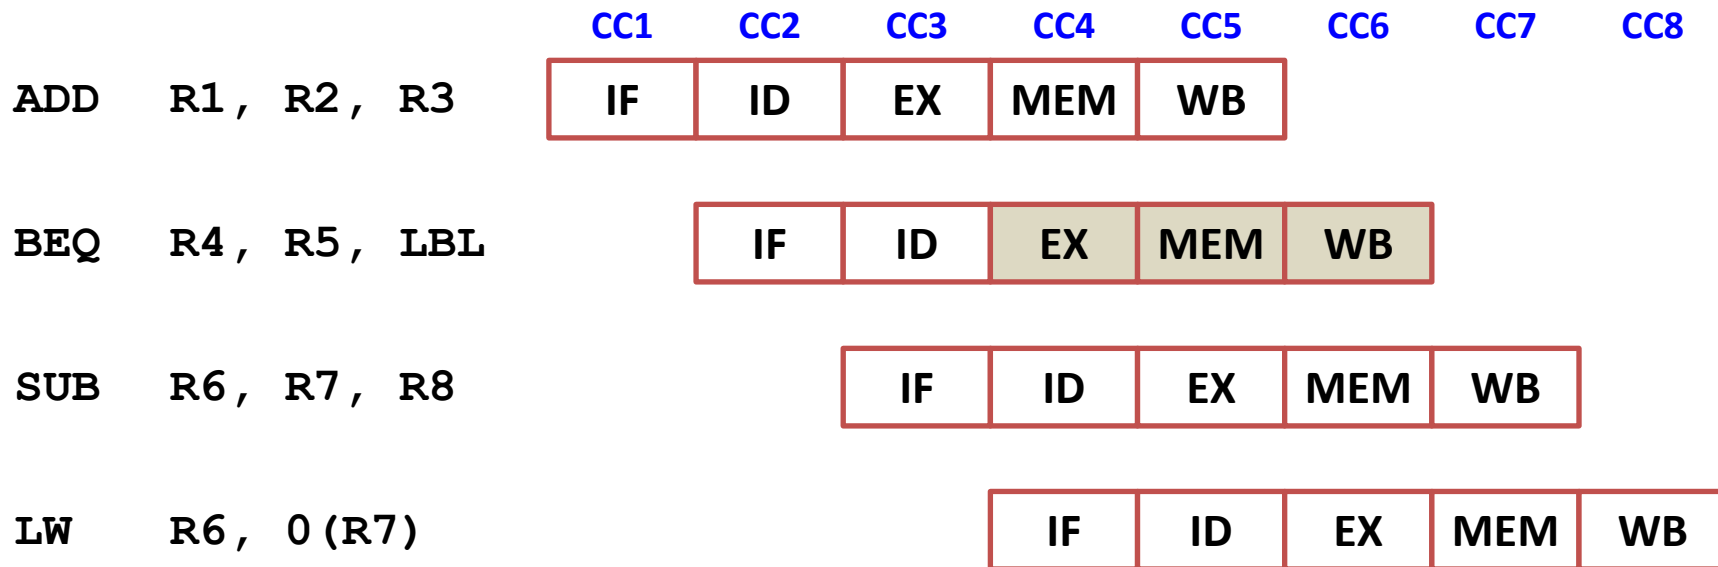 CC1 CC2 CC3 CC4 CC5 CC6 CC7 CC8
ADD R1, R2, R3 IF ID EX MEM WB
BEQ R4, R5, LBL IF ID EX MEM WB
SUB R6, R7, R8 IF ID EX MEM WB
LW R6, 0(R7) IF ID EX MEM WB